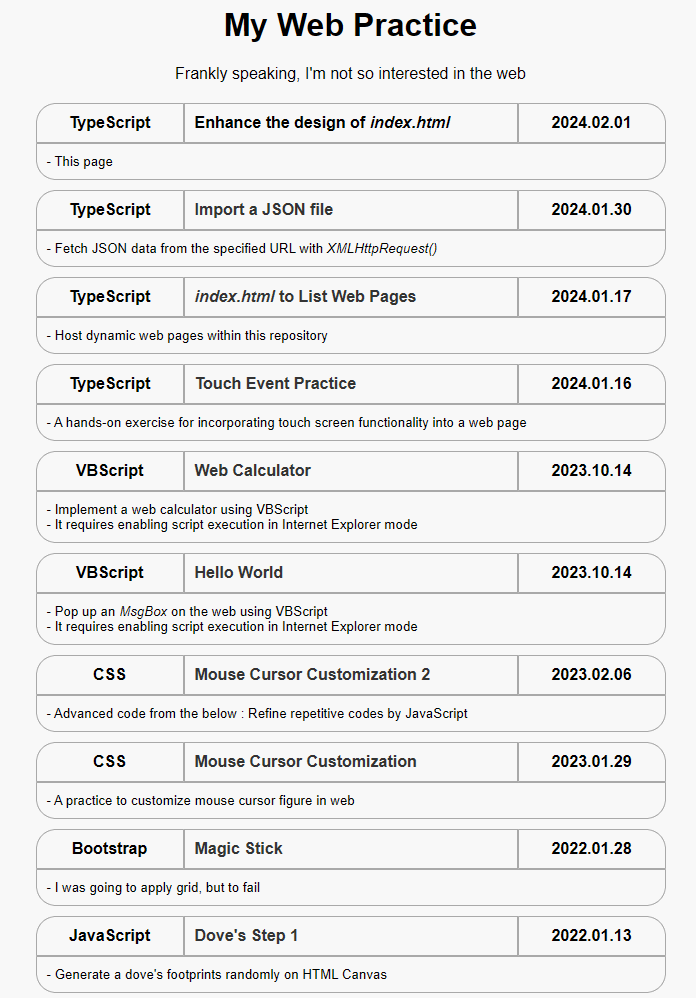 My Web Practice
Frankly speaking, I'm not so interested in the web
TypeScript Enhance the design of index.html 2024.02.01
- This page
TypeScript Import a JSON file 2024.01.30
- Fetch JSON data from the specified URL with XMLHttpRequest()
TypeScript index.html to List Web Pages 2024.01.17
- Host dynamic web pages within this repository
TypeScript Touch Event Practice 2024.01.16
- A hands-on exercise for incorporating touch screen functionality into a web page
VBScript Web Calculator 2023.10.14
- Implement a web calculator using VBScript
- It requires enabling script execution in Internet Explorer mode
VBScript Hello World 2023.10.14
- Pop up an MsgBox on the web using VBScript
- It requires enabling script execution in Internet Explorer mode
CSS Mouse Cursor Customization 2 2023.02.06
- Advanced code from the below : Refine repetitive codes by JavaScript
CSS Mouse Cursor Customization 2023.01.29
- A practice to customize mouse cursor figure in web
Bootstrap Magic Stick 2022.01.28
- I was going to apply grid, but to fail
JavaScript Dove's Step 1 2022.01.13
- Generate a dove's footprints randomly on HTML Canvas